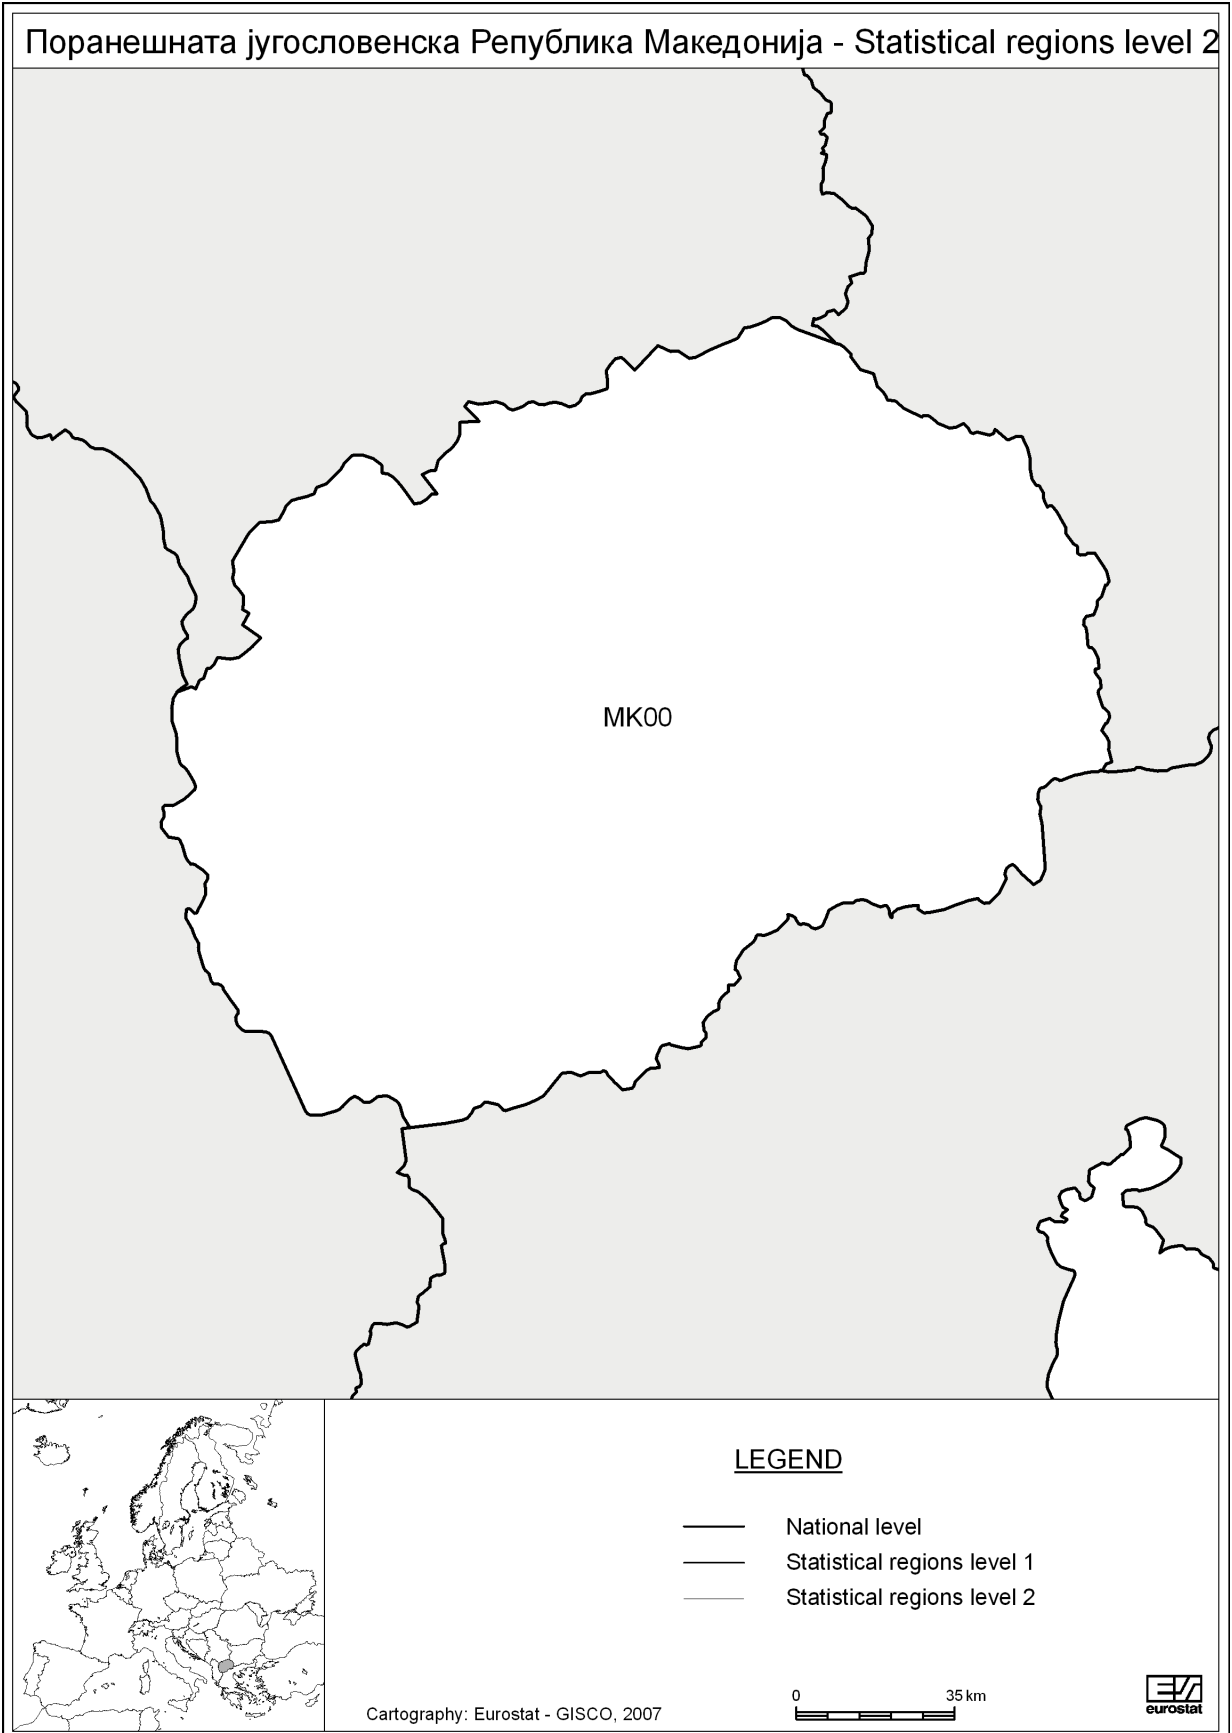 Поранешната југословенска Република Македонија - Statistical regions level 2
MK00
LEGEND
National level
Statistical regions level 1
Statistical regions level 2
Cartography: Eurostat - GISCO, 2007
0 35 km
eurostat